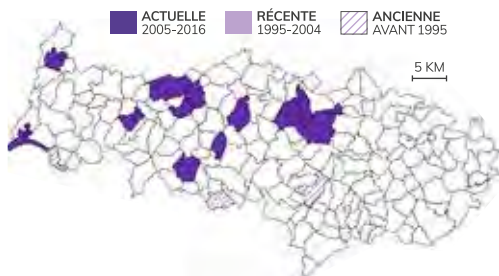 ACTUELLE
2005-2016
RÉCENTE
1995-2004
ANCIENNE
AVANT 1995
5 KM